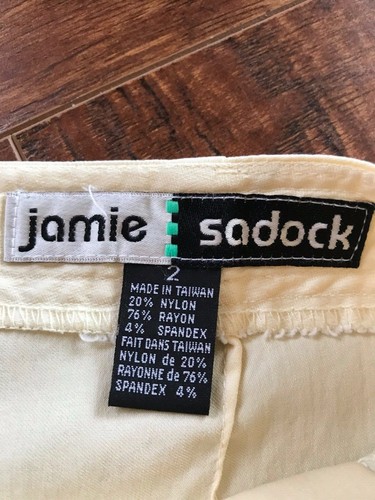 jamie sadock
2
MADE IN TAIWAN
20% NYLON
76% RAYON
4% SPANDEX
FAIT DANS TAIWAN
NYLON de 20%
RAYONNE de 76%
SPANDEX 4%